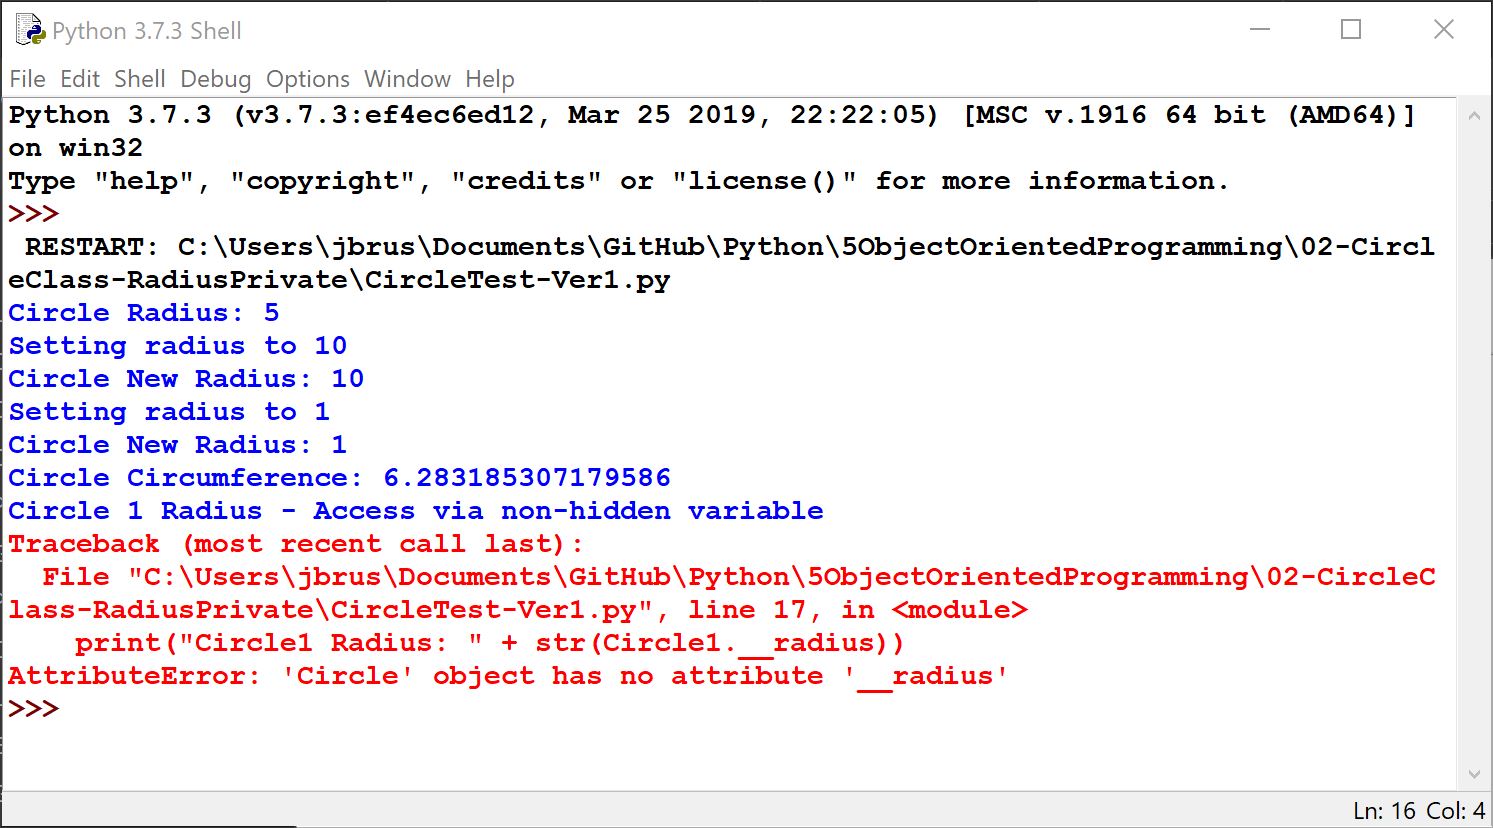 Python 3.7.3 Shell
File Edit Shell Debug Options Window Help
Python 3.7.3 (v3.7.3:ef4ec6ed12, Mar 25 2019, 22:22:05) [MSC v.1916 64 bit (AMD64)]
on win32
Type "help", "copyright", "credits" or "license()" for more information.
>>>
 RESTART: C:\Users\jbrus\Documents\GitHub\Python\5ObjectOrientedProgramming\02-Circl
eClass-RadiusPrivate\CircleTest-Ver1.py
Circle Radius: 5
Setting radius to 10
Circle New Radius: 10
Setting radius to 1
Circle New Radius: 1
Circle Circumference: 6.283185307179586
Circle 1 Radius - Access via non-hidden variable
Traceback (most recent call last):
  File "C:\Users\jbrus\Documents\GitHub\Python\5ObjectOrientedProgramming\02-CircleC
lass-RadiusPrivate\CircleTest-Ver1.py", line 17, in <module>
    print("Circle1 Radius: " + str(Circle1.__radius))
AttributeError: 'Circle' object has no attribute '__radius'
>>>
Ln: 16 Col: 4